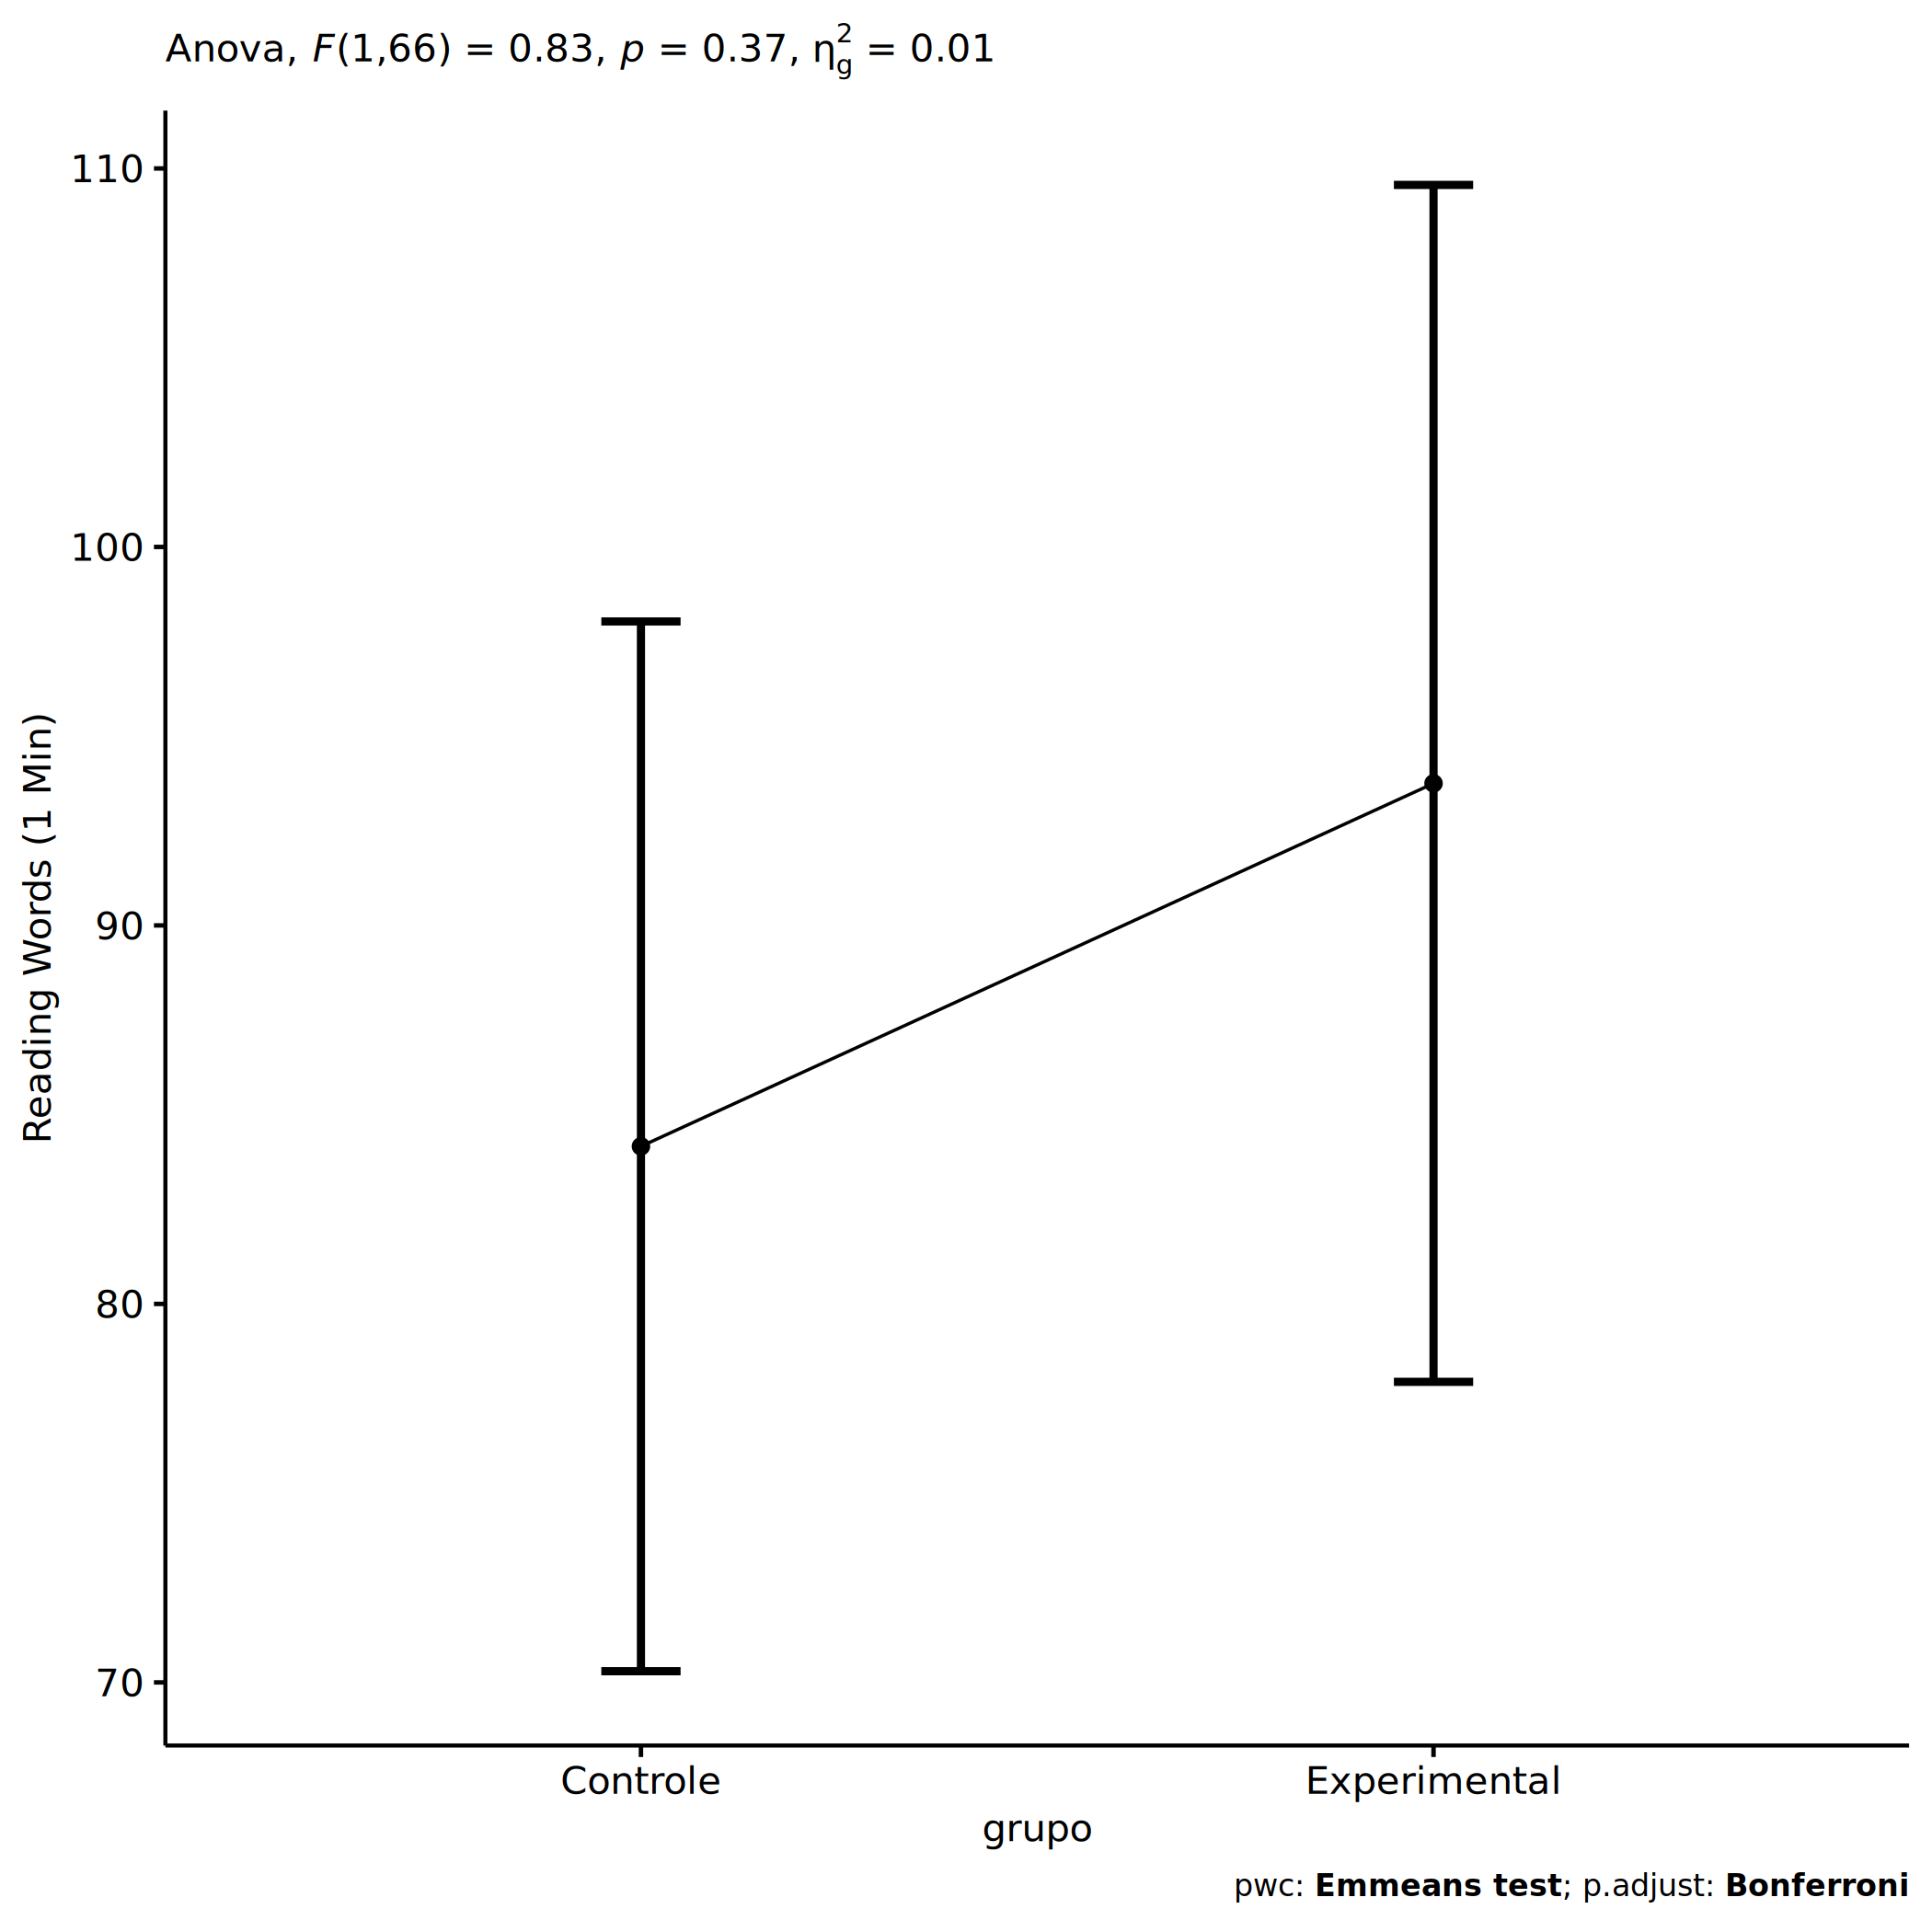 Anova, F(1,66) = 0.83, p = 0.37, η²g = 0.01
Reading Words (1 Min)
110
100
90
80
70
Controle
Experimental
grupo
pwc: Emmeans test; p.adjust: Bonferroni